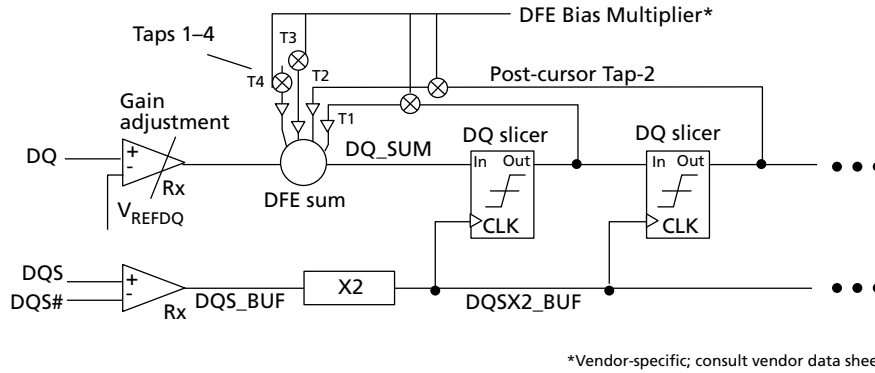 DFE Bias Multiplier*
Taps 1–4
T3
T4
T2
Post-cursor Tap-2
T1
Gain
adjustment
DQ slicer
DQ slicer
DQ
+
-
DQ_SUM
In Out
In Out
Rx
DFE sum
VREFDQ
CLK
CLK
DQS
DQS#
+
-
X2
DQS_BUF
DQSX2_BUF
Rx
*Vendor-specific; consult vendor data shee